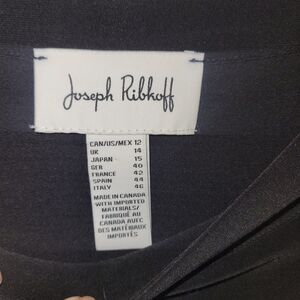 Joseph Ribkoff
CAN/US/MEX 12
UK 14
JAPAN 15
GER 40
FRANCE 42
SPAIN 44
ITALY 46
MADE IN CANADA
WITH IMPORTED
MATERIALS/
FABRIQUÉ AU
CANADA AVEC
DES MATÉRIAUX
IMPORTÉS